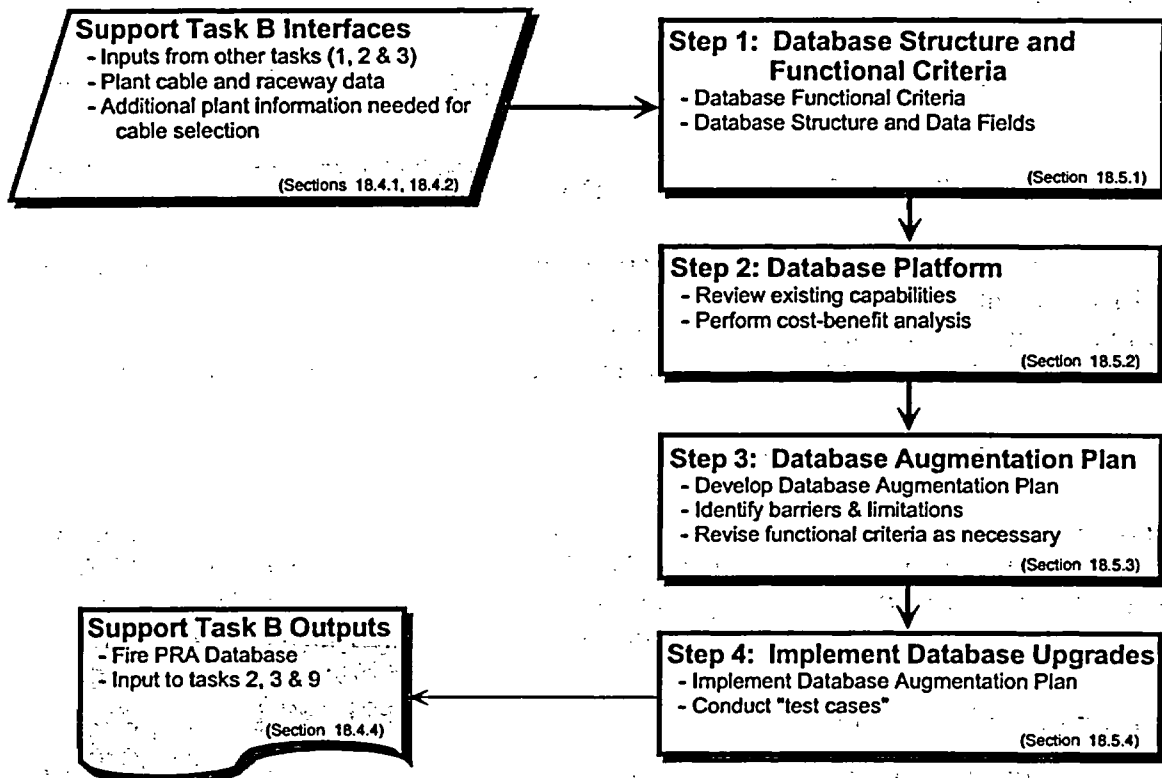 Support Task B Interfaces
- Inputs from other tasks (1, 2 & 3)
- Plant cable and raceway data
- Additional plant information needed for
cable selection
(Sections 18.4.1, 18.4.2)
Step 1: Database Structure and
Functional Criteria
- Database Functional Criteria
- Database Structure and Data Fields
(Section 18.5.1)
Step 2: Database Platform
- Review existing capabilities
- Perform cost-benefit analysis
(Section 18.5.2)
Step 3: Database Augmentation Plan
- Develop Database Augmentation Plan
- Identify barriers & limitations
- Revise functional criteria as necessary
(Section 18.5.3)
Step 4: Implement Database Upgrades
- Implement Database Augmentation Plan
- Conduct "test cases"
(Section 18.5.4)
Support Task B Outputs
- Fire PRA Database
- Input to tasks 2, 3 & 9
(Section 18.4.4)